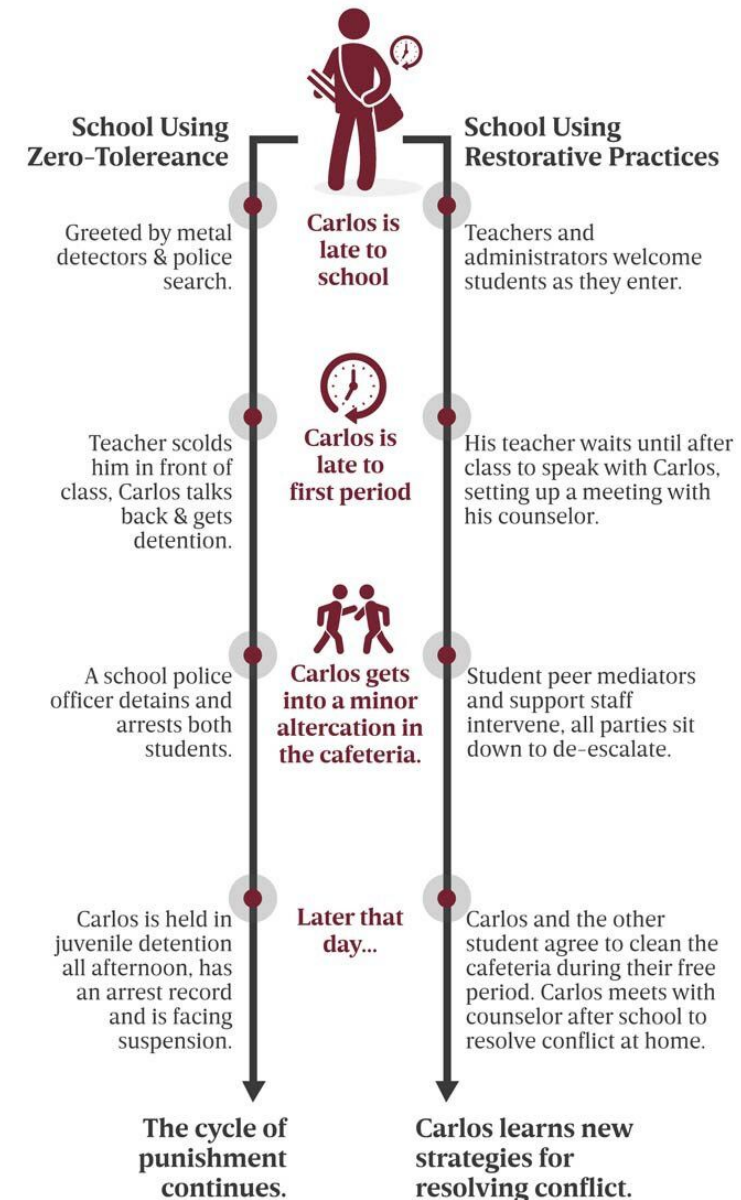 School Using
Zero-Tolereance
School Using
Restorative Practices
Carlos is
late to
school
Greeted by metal
detectors & police
search.
Teachers and
administrators welcome
students as they enter.
Carlos is
late to
first period
Teacher scolds
him in front of
class, Carlos talks
back & gets
detention.
His teacher waits until after
class to speak with Carlos,
setting up a meeting with
his counselor.
Carlos gets
into a minor
altercation in
the cafeteria.
A school police
officer detains and
arrests both
students.
Student peer mediators
and support staff
intervene, all parties sit
down to de-escalate.
Later that
day...
Carlos is held in
juvenile detention
all afternoon, has
an arrest record
and is facing
suspension.
Carlos and the other
student agree to clean the
cafeteria during their free
period. Carlos meets with
counselor after school to
resolve conflict at home.
The cycle of
punishment
continues.
Carlos learns new
strategies for
resolving conflict.